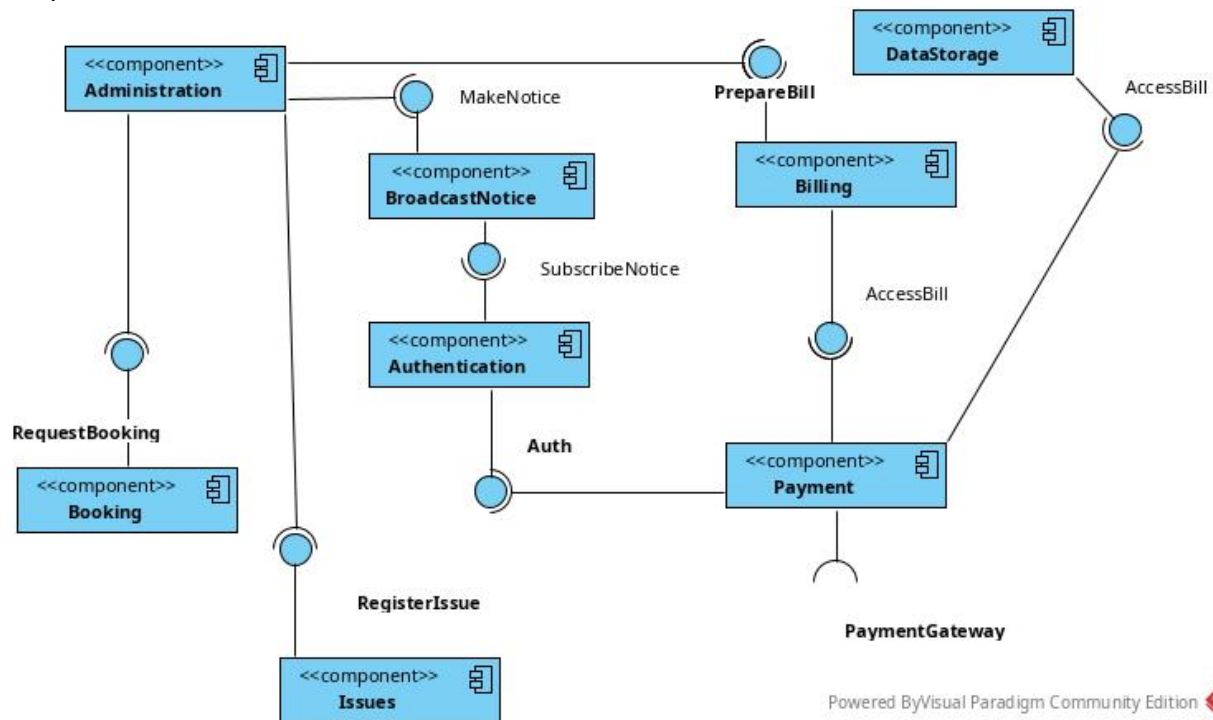 <<component>>
Administration
MakeNotice
PrepareBill
<<component>>
DataStorage
AccessBill
<<component>>
BroadcastNotice
<<component>>
Billing
SubscribeNotice
AccessBill
<<component>>
Authentication
RequestBooking
Auth
<<component>>
Booking
<<component>>
Payment
RegisterIssue
PaymentGateway
<<component>>
Issues
Powered ByVisual Paradigm Community Edition